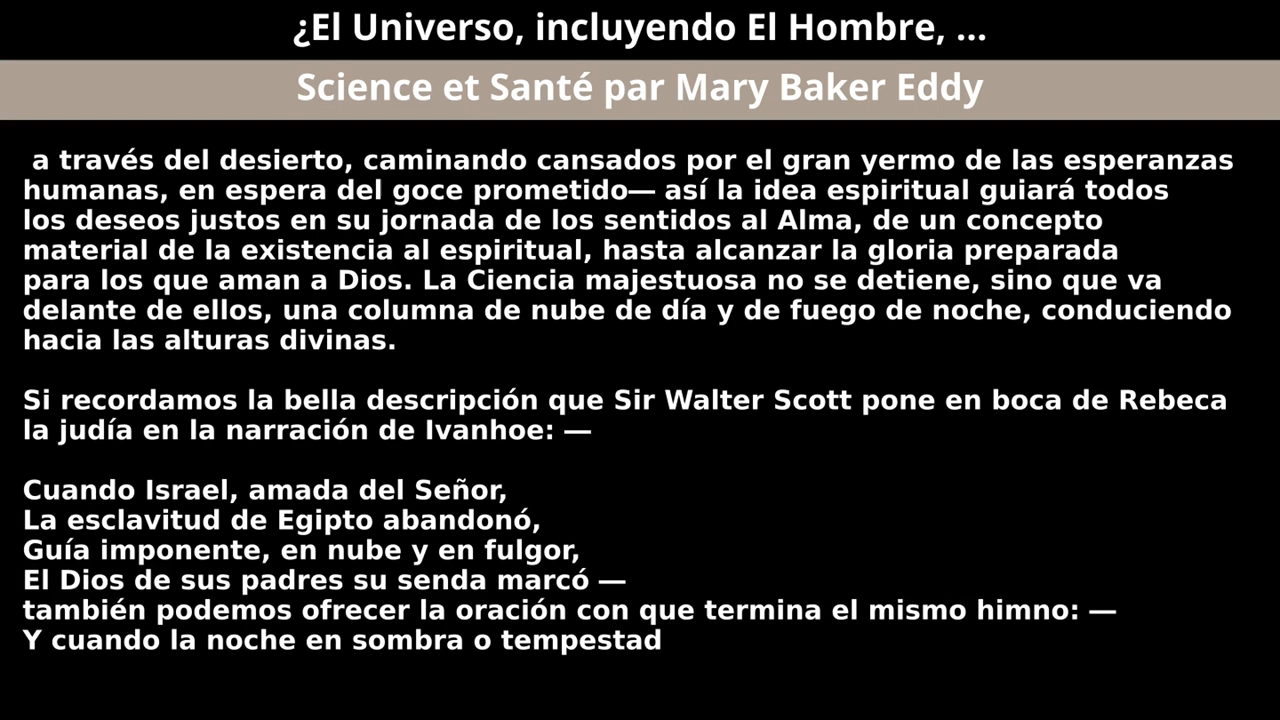 ¿El Universo, incluyendo El Hombre, ...
Science et Santé par Mary Baker Eddy
a través del desierto, caminando cansados por el gran yermo de las esperanzas
humanas, en espera del goce prometido— así la idea espiritual guiará todos
los deseos justos en su jornada de los sentidos al Alma, de un concepto
material de la existencia al espiritual, hasta alcanzar la gloria preparada
para los que aman a Dios. La Ciencia majestuosa no se detiene, sino que va
delante de ellos, una columna de nube de día y de fuego de noche, conduciendo
hacia las alturas divinas.
Si recordamos la bella descripción que Sir Walter Scott pone en boca de Rebeca
la judía en la narración de Ivanhoe: —
Cuando Israel, amada del Señor,
La esclavitud de Egipto abandonó,
Guía imponente, en nube y en fulgor,
El Dios de sus padres su senda marcó —
también podemos ofrecer la oración con que termina el mismo himno: —
Y cuando la noche en sombra o tempestad